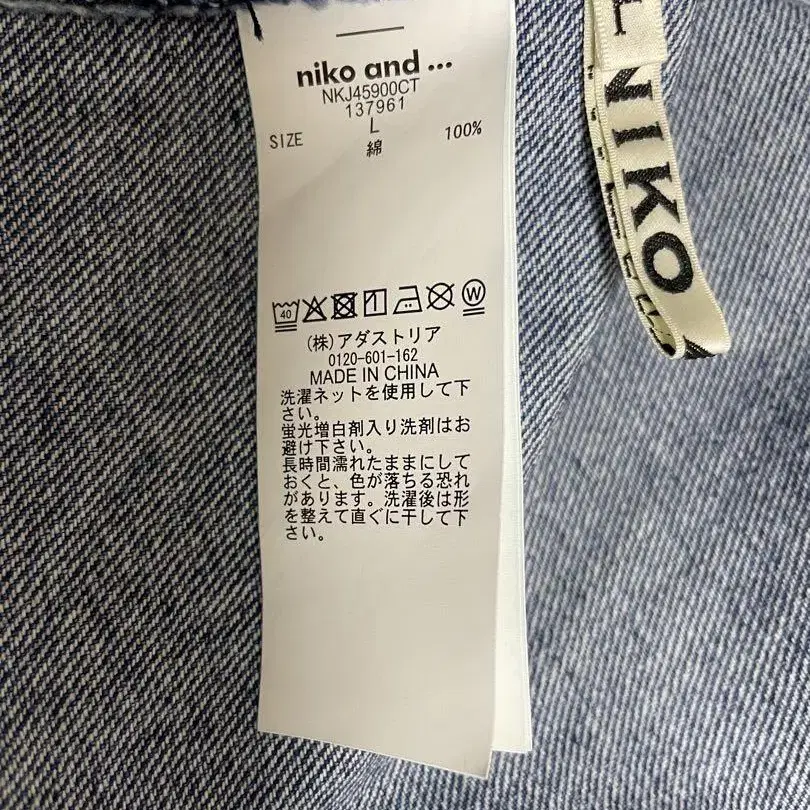 niko and ...
NKJ45900CT
137961
SIZE L
綿 100%
40
W
(株)アダストリア
0120-601-162
MADE IN CHINA
洗濯ネットを使用して下
さい。
蛍光増白剤入り洗剤はお
避け下さい。
長時間濡れたままにして
おくと、色が落ちる恐れ
があります。洗濯後は形
を整えて直ぐに干して下
さい。
L
NIKO